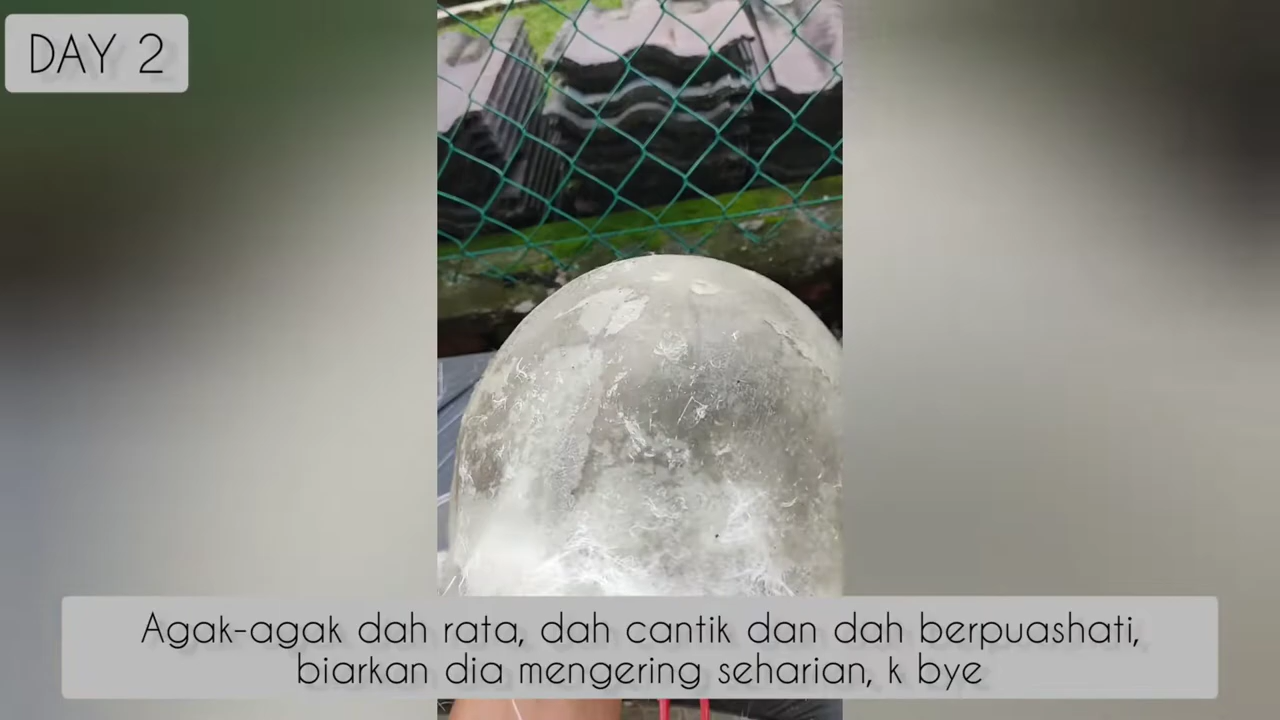 DAY 2
Agak-agak dah rata, dah cantik dan dah berpuashati,
biarkan dia mengering seharian, k bye